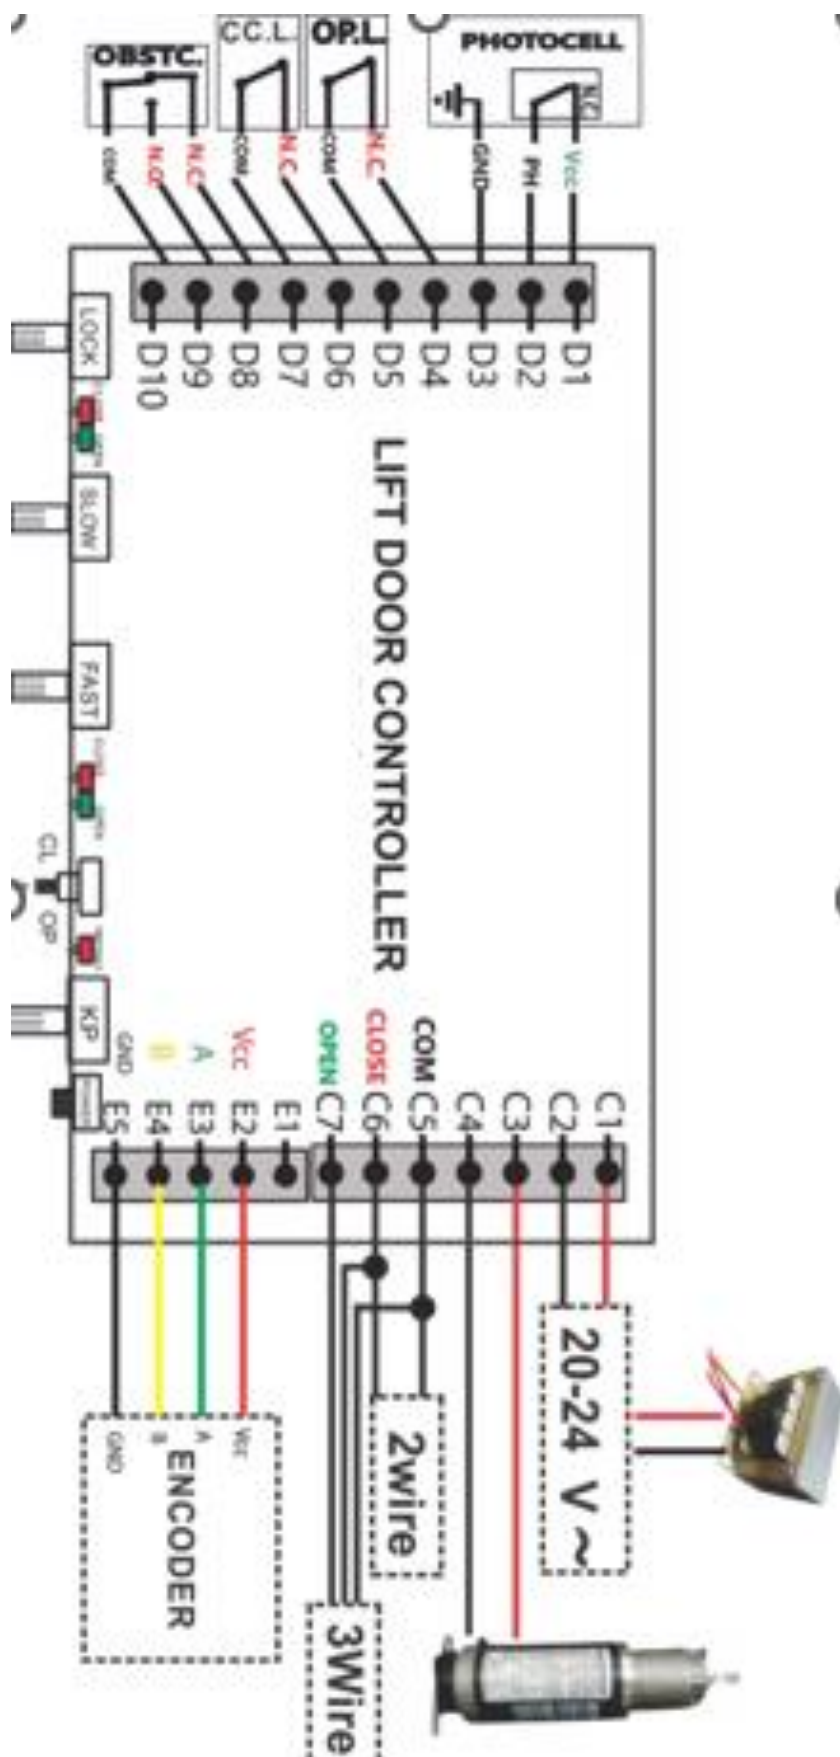 OBSTC.
CC.L.
OP.L.
PHOTOCELL
N.C
COM
N.O
N.C
COM
N.C.
COM
N.C.
GND
PH
Vcc
D10
D9
D8
D7
D6
D5
D4
D3
D2
D1
LIFT DOOR CONTROLLER
LOCK
SLOW
FAST
CL
OP
KP
GND
B
A
Vcc
OPEN
CLOSE
COM
E5
E4
E3
E2
E1
C7
C6
C5
C4
C3
C2
C1
GND
B
A
Vcc
ENCODER
3Wire
2wire
20-24 V ~